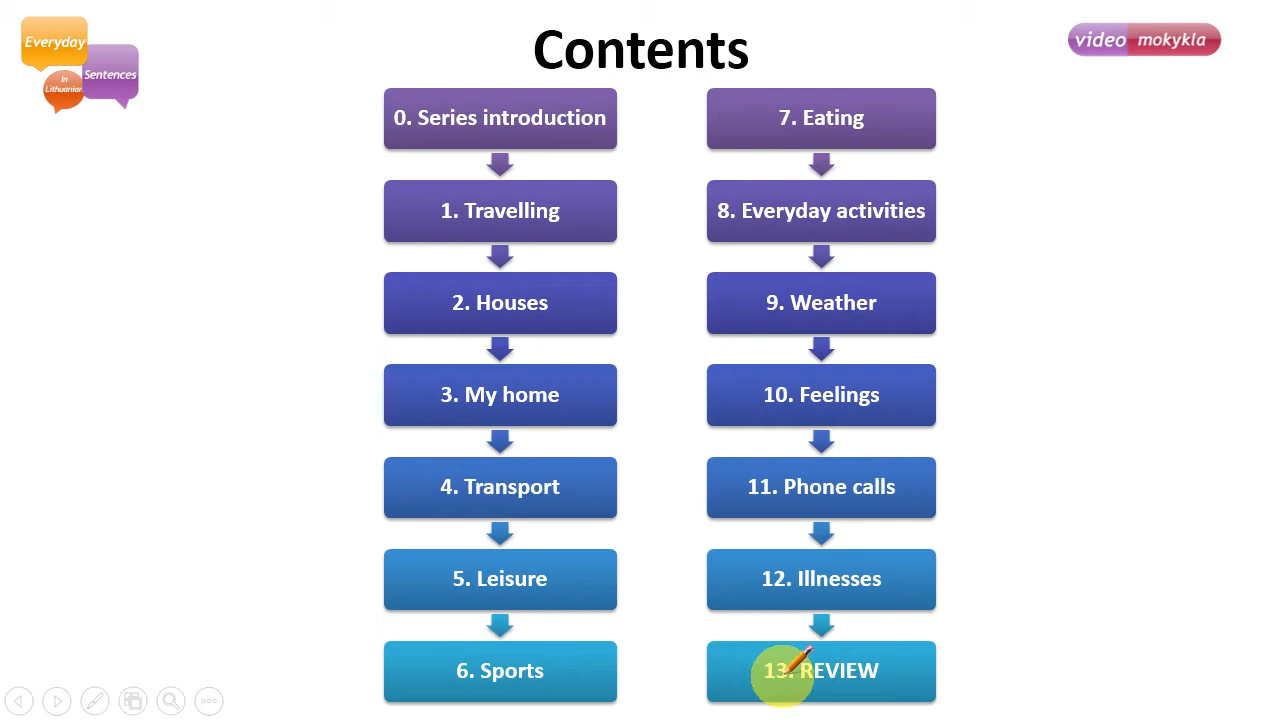 Everyday
In
Lithuanian
Sentences
Contents
video mokykla
0. Series introduction
1. Travelling
2. Houses
3. My home
4. Transport
5. Leisure
6. Sports
7. Eating
8. Everyday activities
9. Weather
10. Feelings
11. Phone calls
12. Illnesses
13. REVIEW